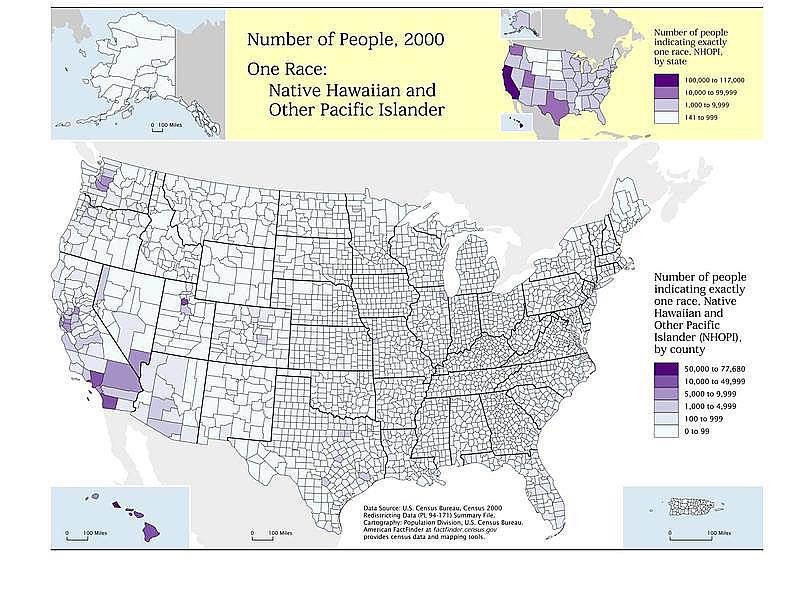 Number of People, 2000
One Race:
Native Hawaiian and
Other Pacific Islander
0 100 Miles
Number of people
indicating exactly
one race, NHOPI,
by state
100,000 to 117,000
10,000 to 99,999
1,000 to 9,999
141 to 999
Number of people
indicating exactly
one race, Native
Hawaiian and
Other Pacific
Islander (NHOPI),
by county
50,000 to 77,680
10,000 to 49,999
5,000 to 9,999
1,000 to 4,999
100 to 999
0 to 99
Data Source: U.S. Census Bureau, Census 2000
Redistricting Data (PL 94-171) Summary File.
Cartography: Population Division, U.S. Census Bureau.
American FactFinder at factfinder.census.gov
provides census data and mapping tools.
0 100 Miles
0 100 Miles
0 100 Miles